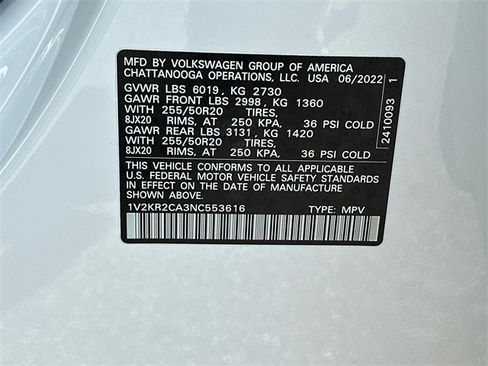 MFD BY VOLKSWAGEN GROUP OF AMERICA
CHATTANOOGA OPERATIONS, LLC. USA 06/2022
GVWR LBS 6019, KG 2730
GAWR FRONT LBS 2998, KG 1360
WITH 255/50R20 TIRES,
8JX20 RIMS, AT 250 KPA, 36 PSI COLD
GAWR REAR LBS 3131, KG 1420
WITH 255/50R20 TIRES,
8JX20 RIMS, AT 250 KPA, 36 PSI COLD
THIS VEHICLE CONFORMS TO ALL APPLICABLE
U.S. FEDERAL MOTOR VEHICLE SAFETY STANDARDS
IN EFFECT ON THE DATE OF MANUFACTURE
SHOWN ABOVE.
1V2KR2CA3NC553616 TYPE: MPV
2410093 1